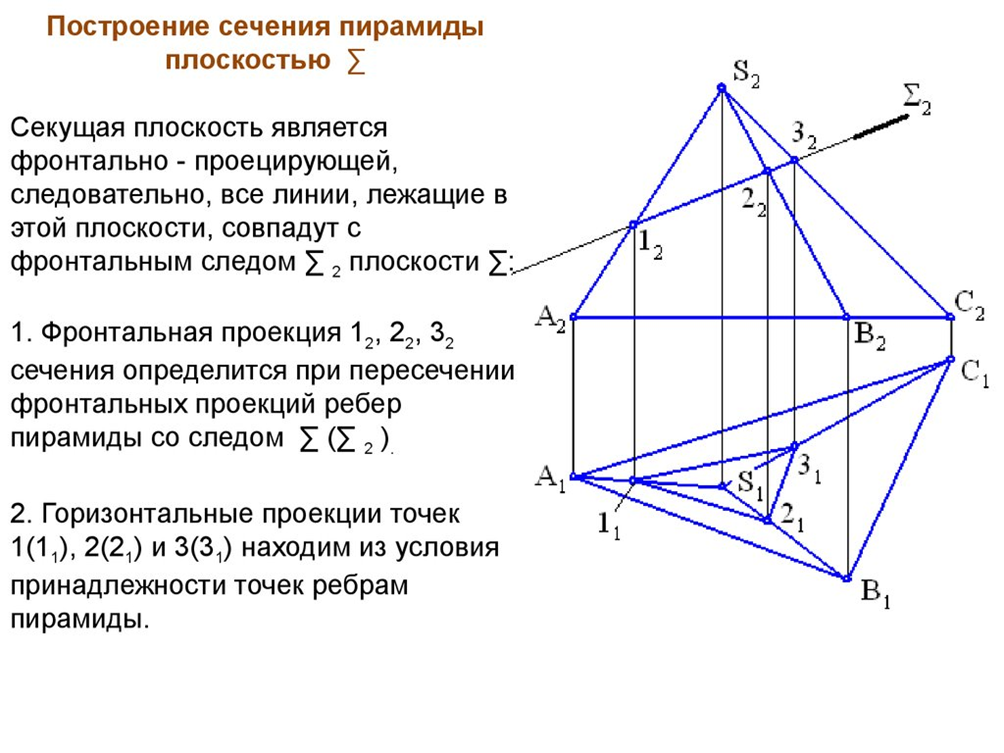 Построение сечения пирамиды
плоскостью ∑
Секущая плоскость является
фронтально - проецирующей,
следовательно, все линии, лежащие в
этой плоскости, совпадут с
фронтальным следом ∑ ₂ плоскости ∑:
1. Фронтальная проекция 1₂, 2₂, 3₂
сечения определится при пересечении
фронтальных проекций ребер
пирамиды со следом ∑ (∑ ₂ ).
2. Горизонтальные проекции точек
1(1₁), 2(2₁) и 3(3₁) находим из условия
принадлежности точек ребрам
пирамиды.
S₂
Σ₂
3₂
2₂
1₂
A₂
B₂
C₂
C₁
A₁
S₁
3₁
1₁
2₁
B₁